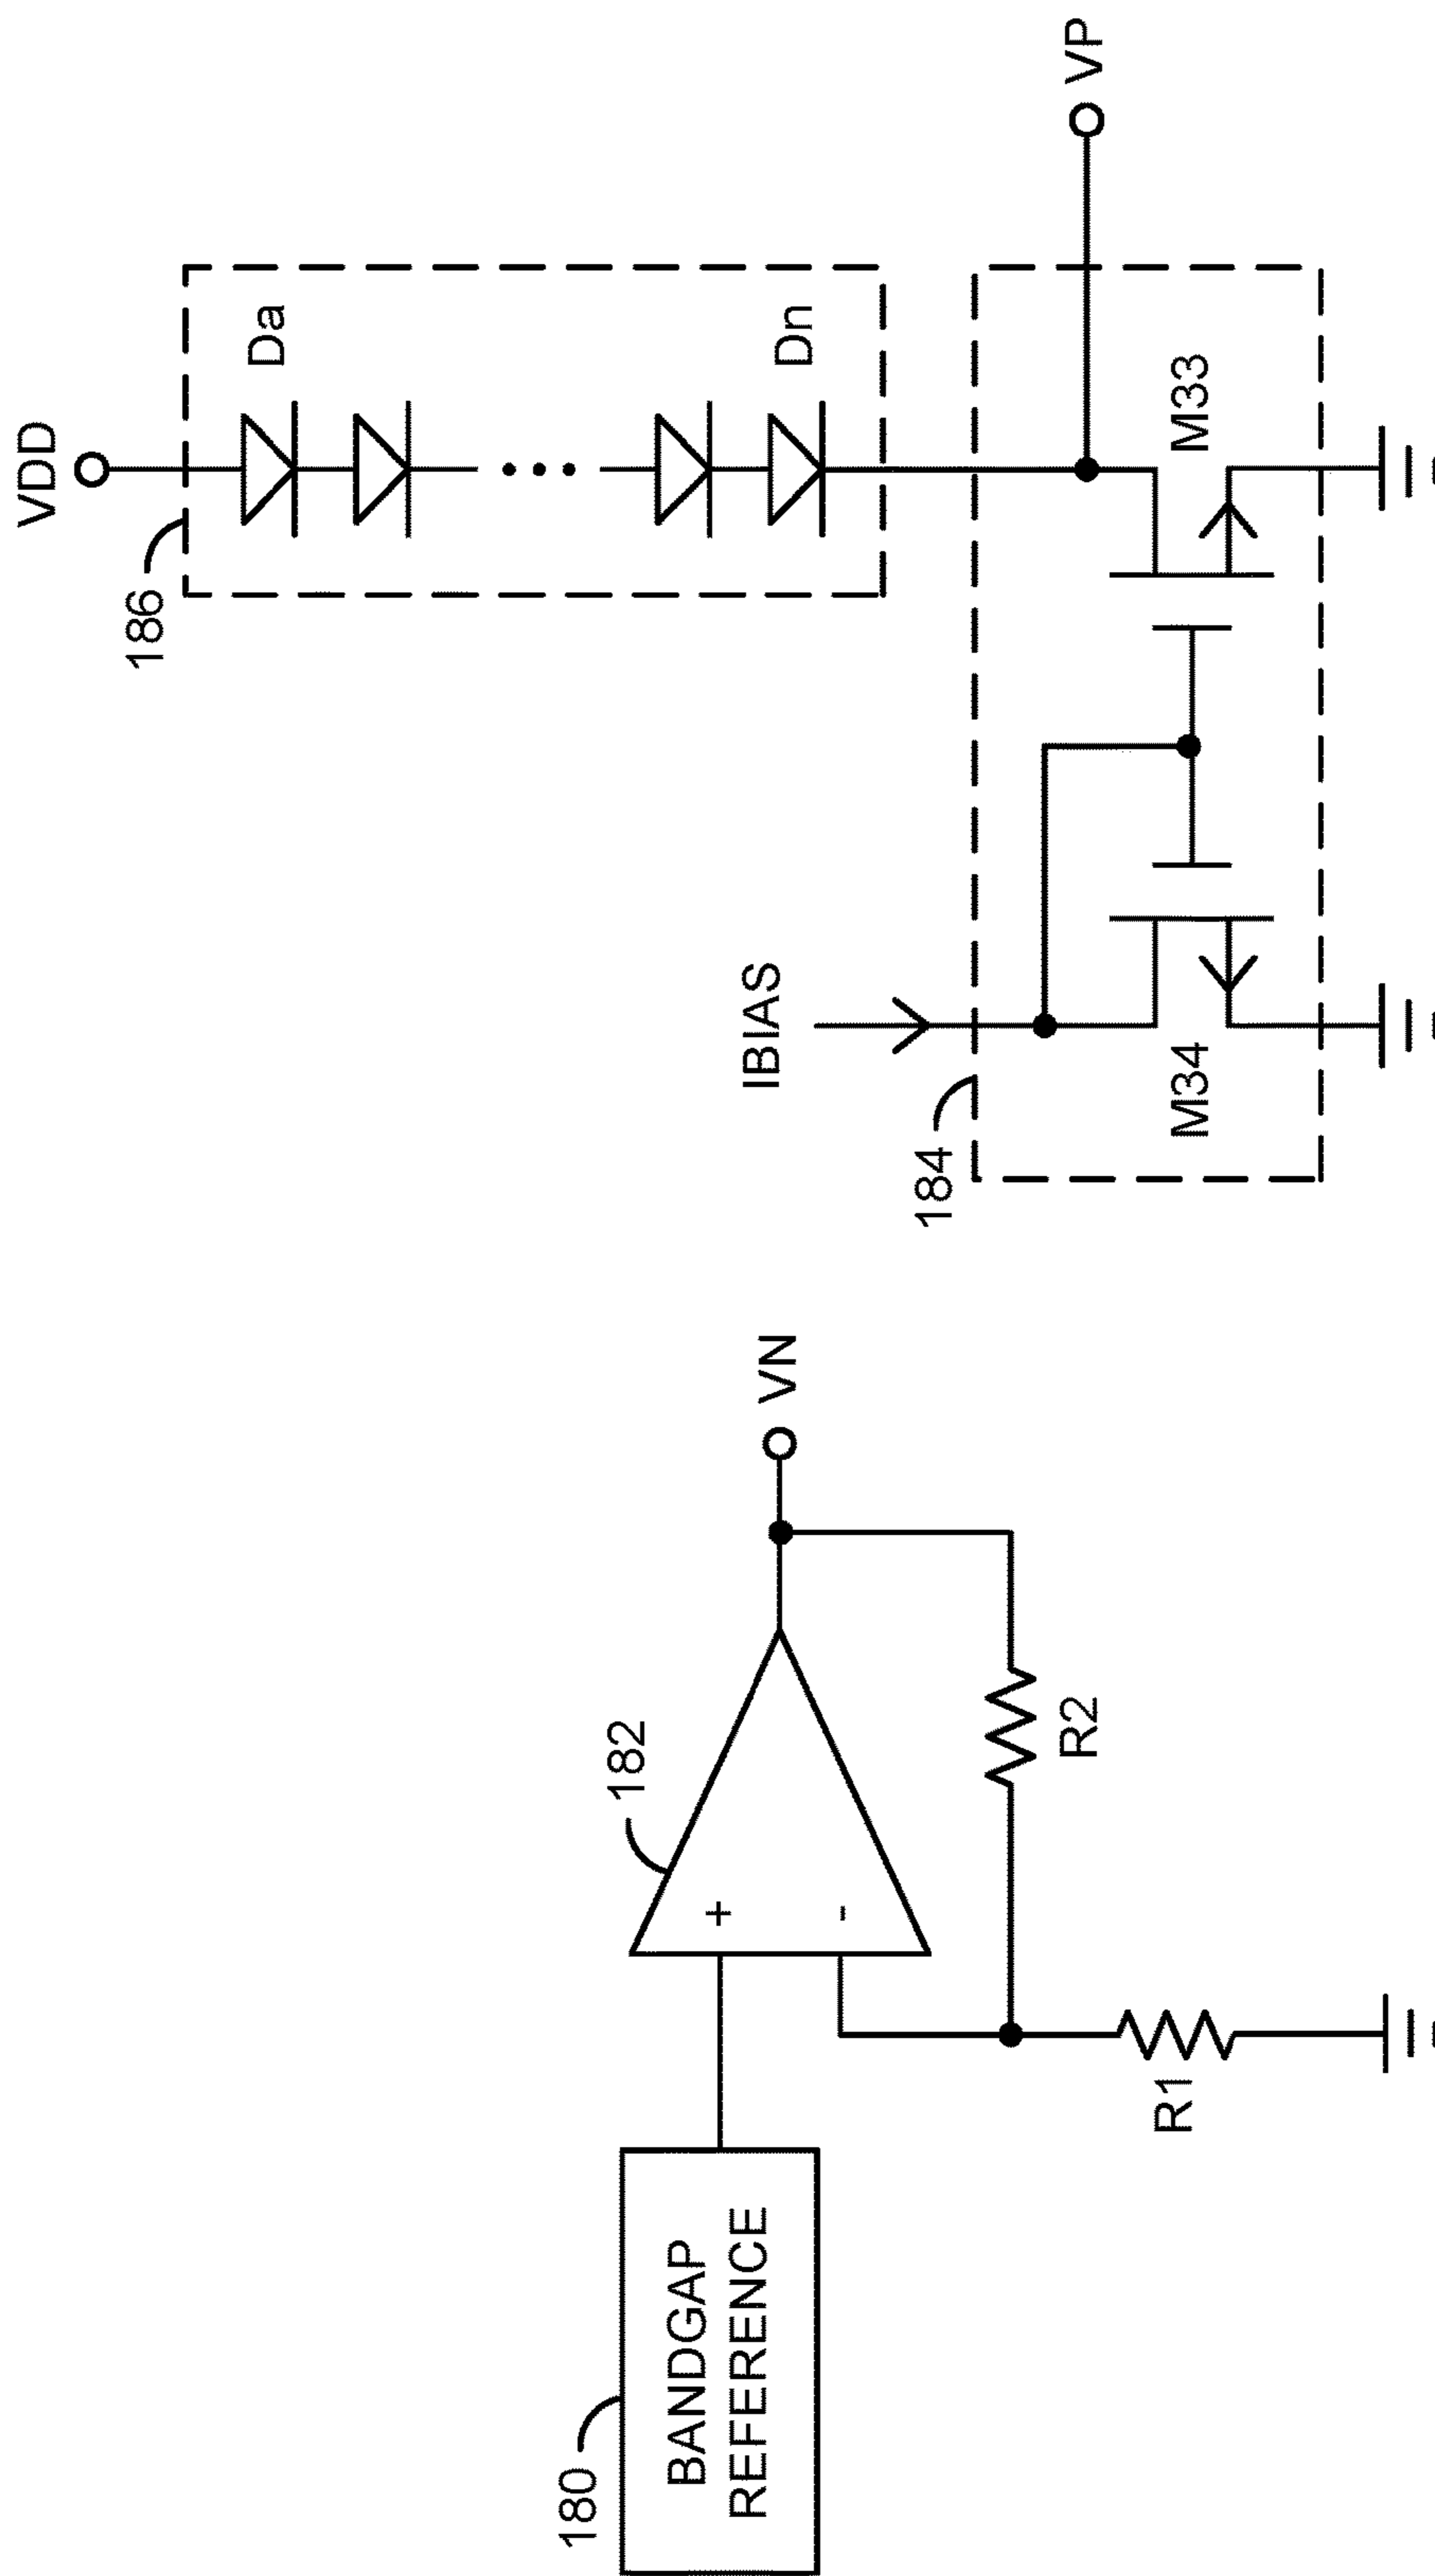 180
BANDGAP
REFERENCE
182
+
-
VN
R2
R1
VDD
186
Da
Dn
IBIAS
184
M34
M33
VP